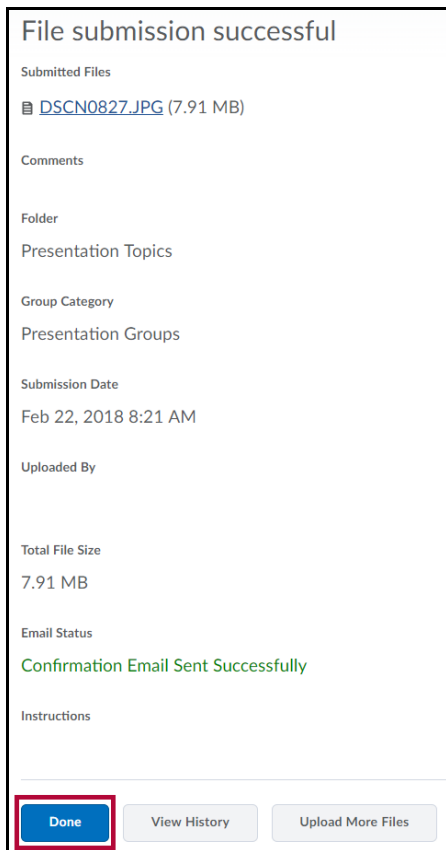 File submission successful
Submitted Files
DSCN0827.JPG (7.91 MB)
Comments
Folder
Presentation Topics
Group Category
Presentation Groups
Submission Date
Feb 22, 2018 8:21 AM
Uploaded By
Total File Size
7.91 MB
Email Status
Confirmation Email Sent Successfully
Instructions
Done View History Upload More Files